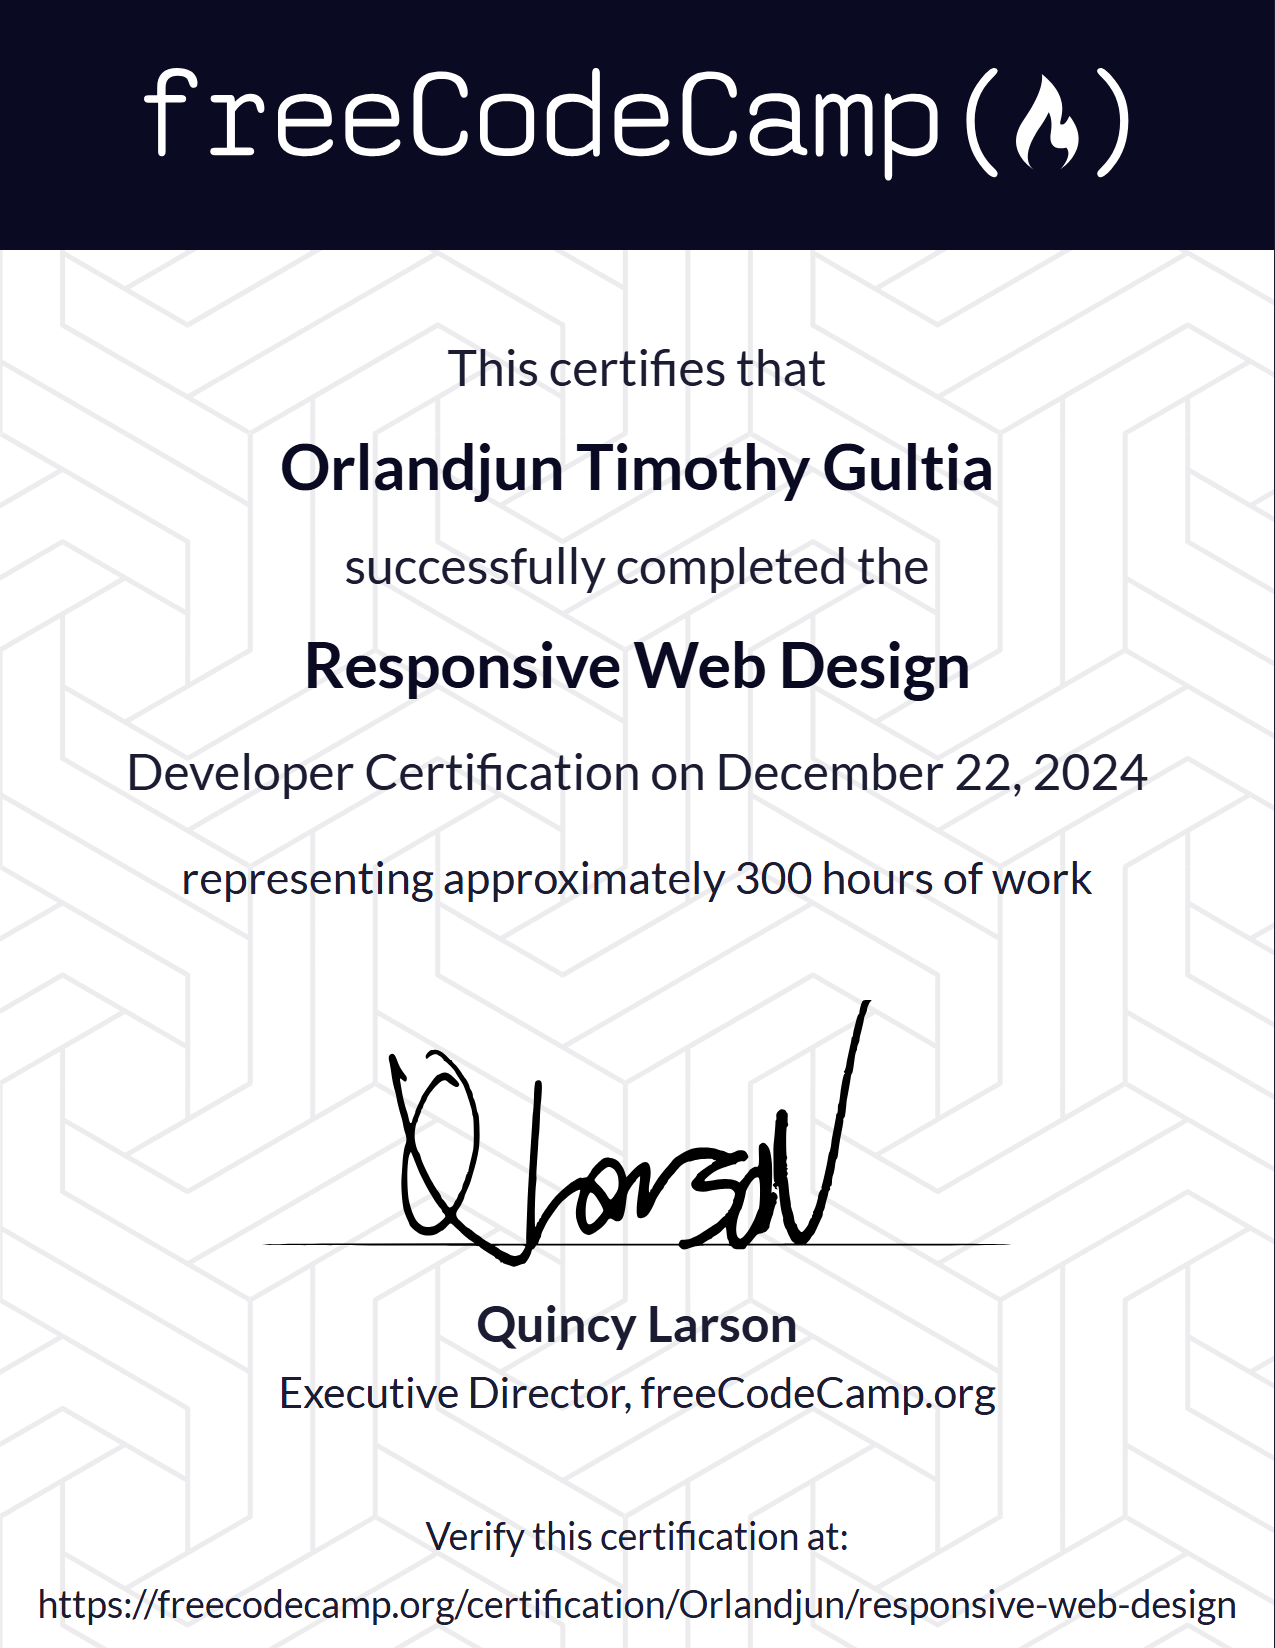 freeCodeCamp
This certifies that
Orlandjun Timothy Gultia
successfully completed the
Responsive Web Design
Developer Certification on December 22, 2024
representing approximately 300 hours of work
Q Larson
Quincy Larson
Executive Director, freeCodeCamp.org
Verify this certification at:
https://freecodecamp.org/certification/Orlandjun/responsive-web-design